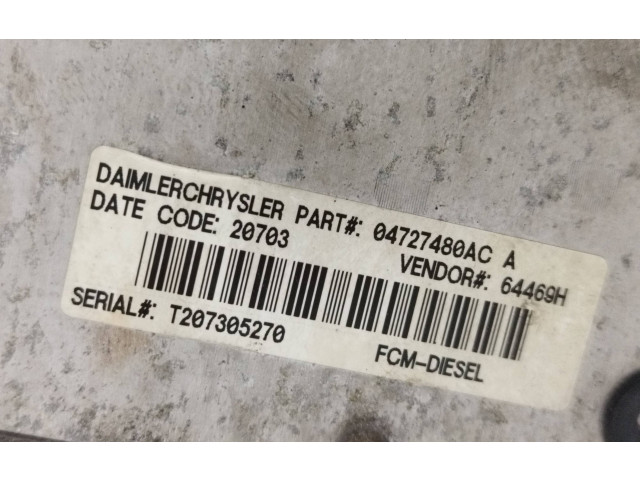 DAIMLERCHRYSLER PART#: 04727480AC A
DATE CODE: 20703 VENDOR#: 64469H
SERIAL#: T207305270 FCM-DIESEL